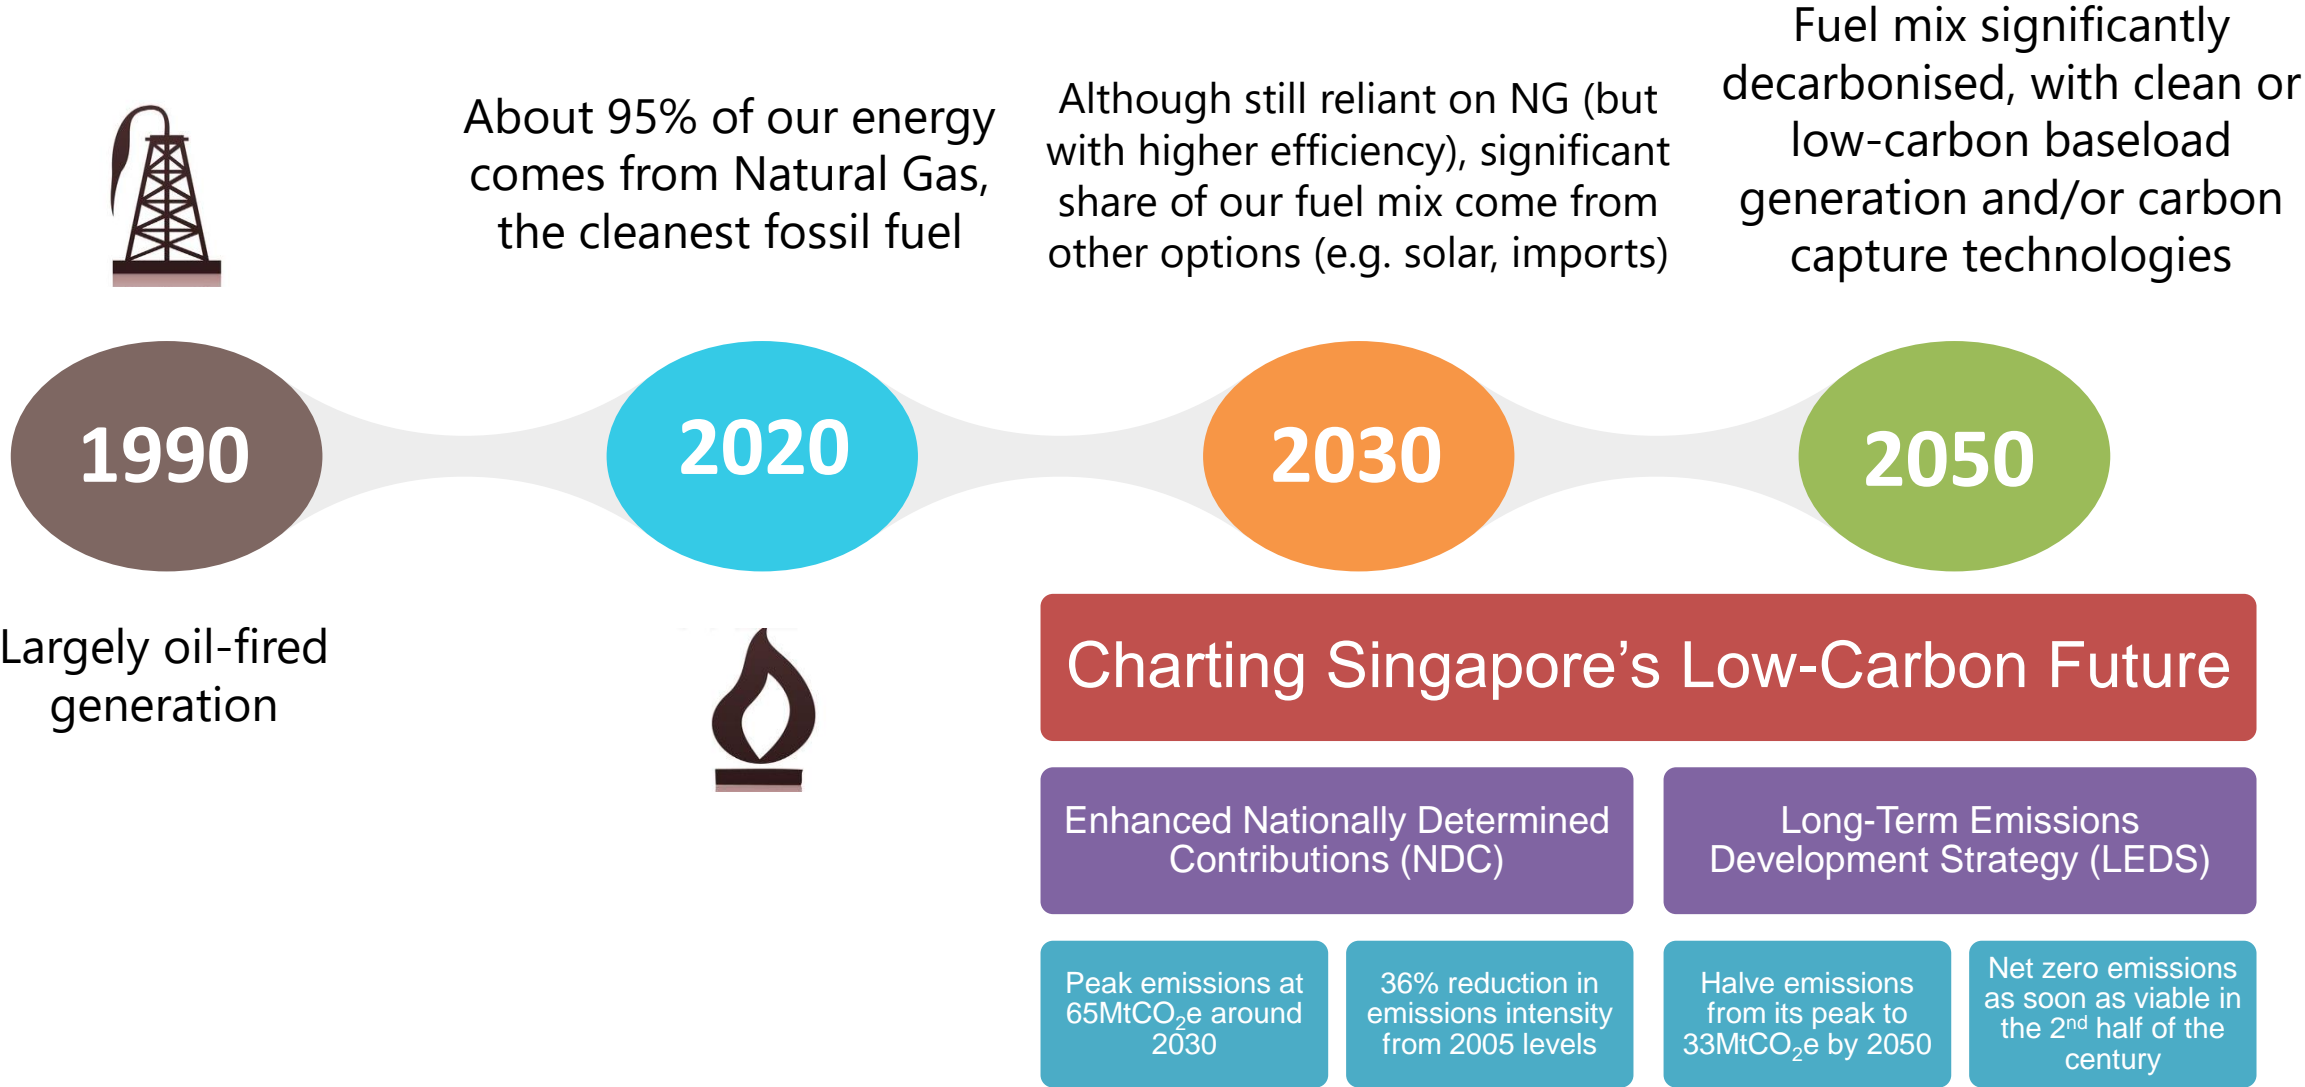 About 95% of our energy
comes from Natural Gas,
the cleanest fossil fuel
Although still reliant on NG (but
with higher efficiency), significant
share of our fuel mix come from
other options (e.g. solar, imports)
Fuel mix significantly
decarbonised, with clean or
low-carbon baseload
generation and/or carbon
capture technologies
1990
2020
2030
2050
Largely oil-fired
generation
Charting Singapore’s Low-Carbon Future
Enhanced Nationally Determined
Contributions (NDC)
Long-Term Emissions
Development Strategy (LEDS)
Peak emissions at
65MtCO₂e around
2030
36% reduction in
emissions intensity
from 2005 levels
Halve emissions
from its peak to
33MtCO₂e by 2050
Net zero emissions
as soon as viable in
the 2ⁿᵈ half of the
century